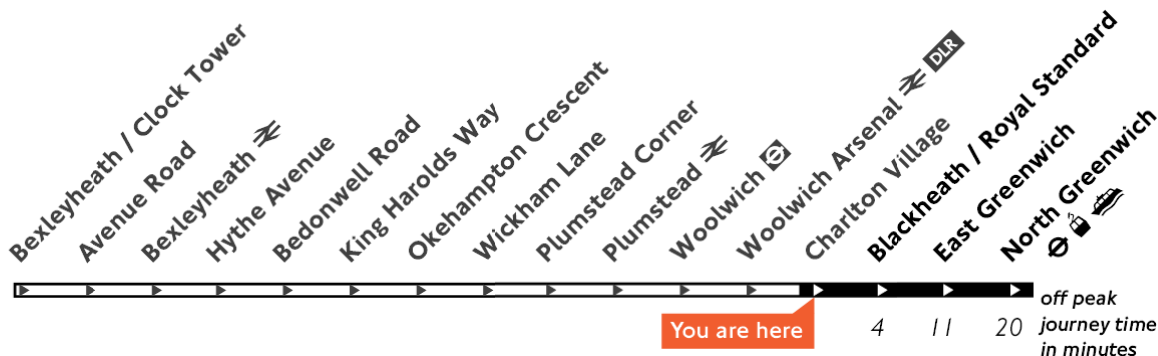 Bexleyheath / Clock Tower
Avenue Road
Bexleyheath
Hythe Avenue
Bedonwell Road
King Harolds Way
Okehampton Crescent
Wickham Lane
Plumstead Corner
Plumstead
Woolwich
Woolwich Arsenal DLR
Charlton Village
Blackheath / Royal Standard
East Greenwich
North Greenwich
You are here
4
11
20
off peak
journey time
in minutes